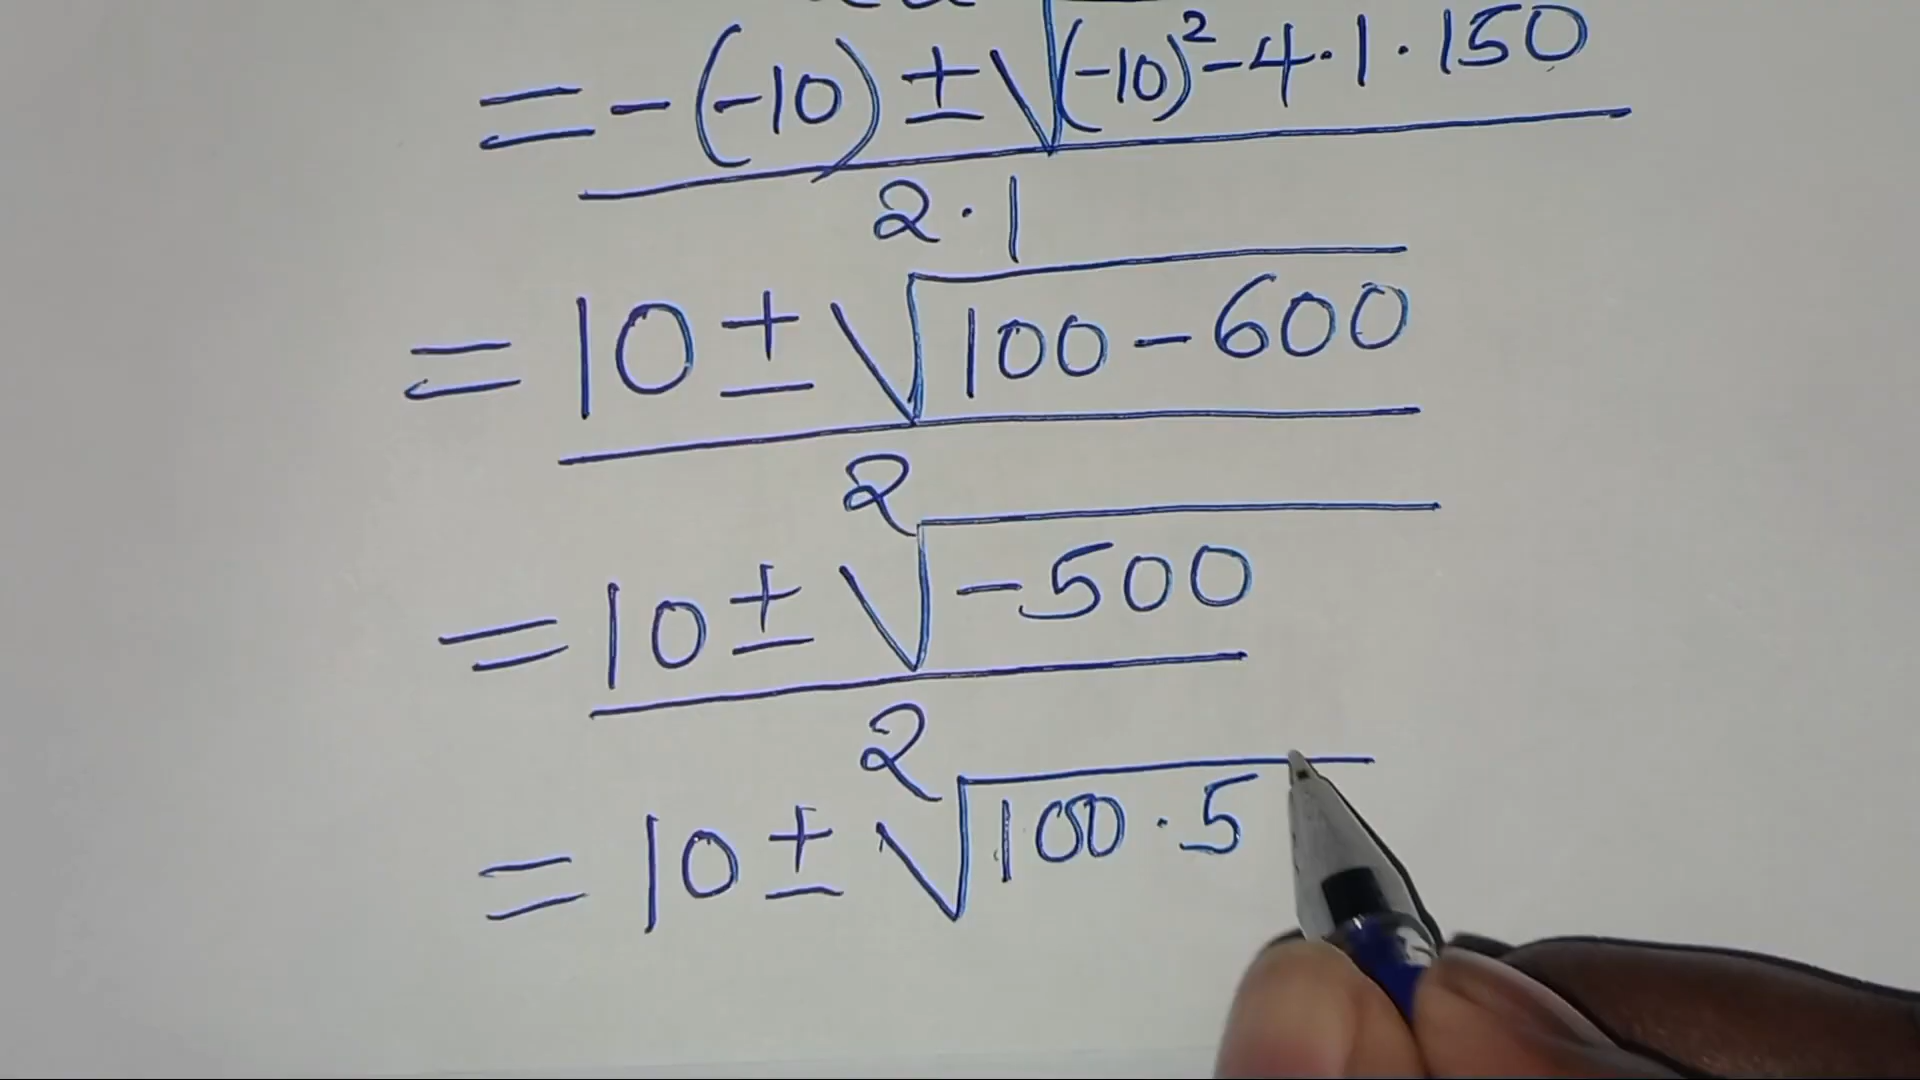 = -(-10) ± √(-10)² - 4 · 1 · 150
2 · 1
= 10 ± √100 - 600
2
= 10 ± √-500
2
= 10 ± √100 · 5